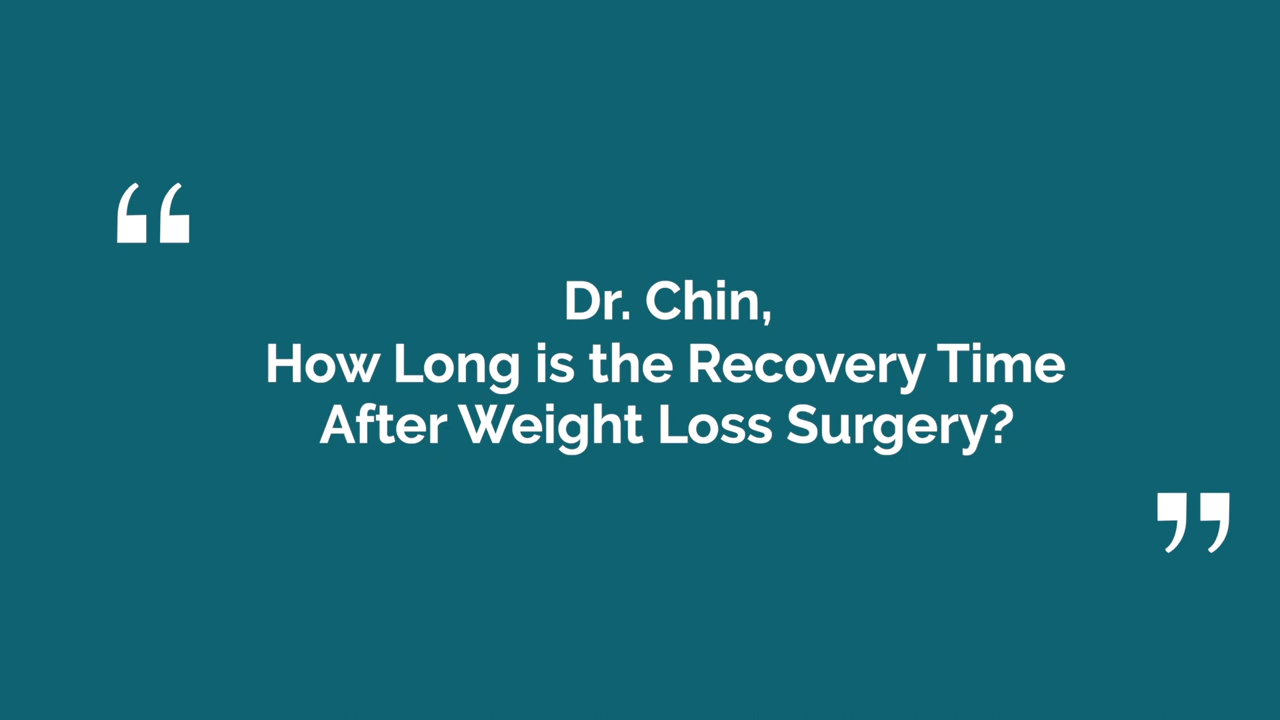 “
Dr. Chin,
How Long is the Recovery Time
After Weight Loss Surgery?
”